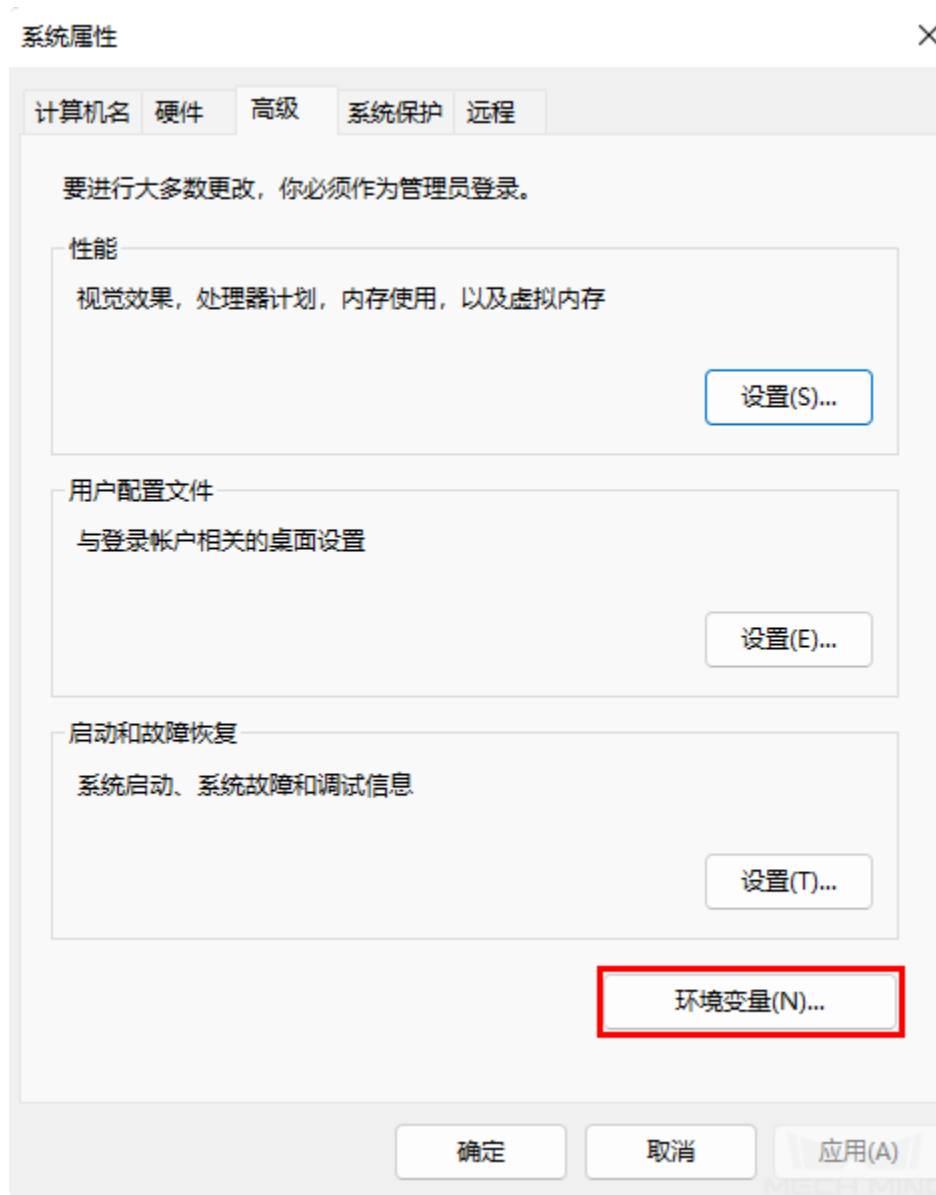 系统属性
计算机名 硬件 高级 系统保护 远程
要进行大多数更改，你必须作为管理员登录。
性能
视觉效果，处理器计划，内存使用，以及虚拟内存
设置(S)...
用户配置文件
与登录帐户相关的桌面设置
设置(E)...
启动和故障恢复
系统启动、系统故障和调试信息
设置(T)...
环境变量(N)...
确定 取消 应用(A)
MECH MIND